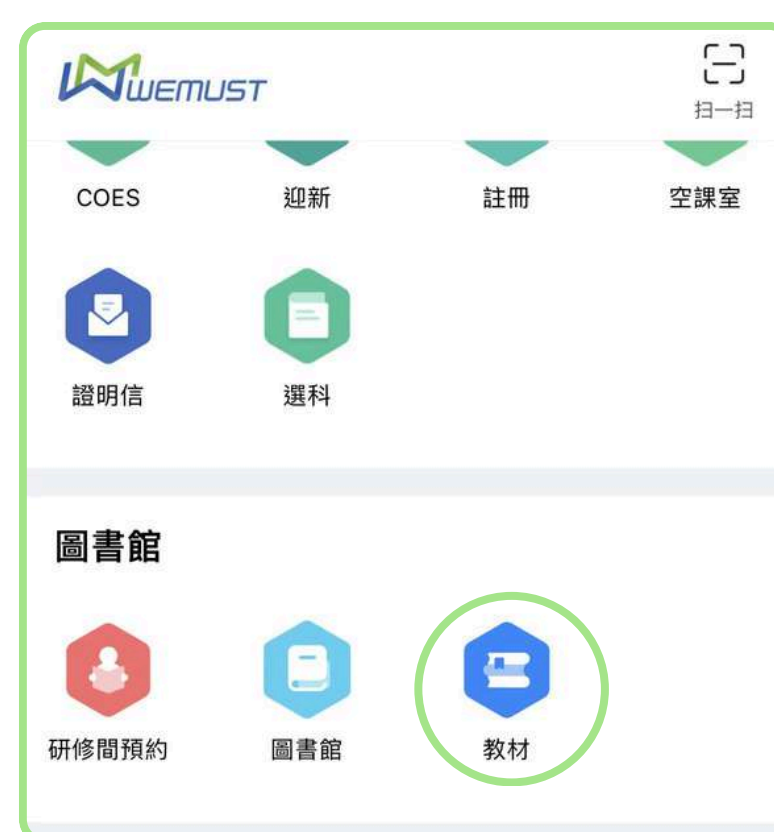 WEMUST
扫一扫
COES 迎新 註冊 空課室
證明信 選科
圖書館
研修間預約 圖書館 教材